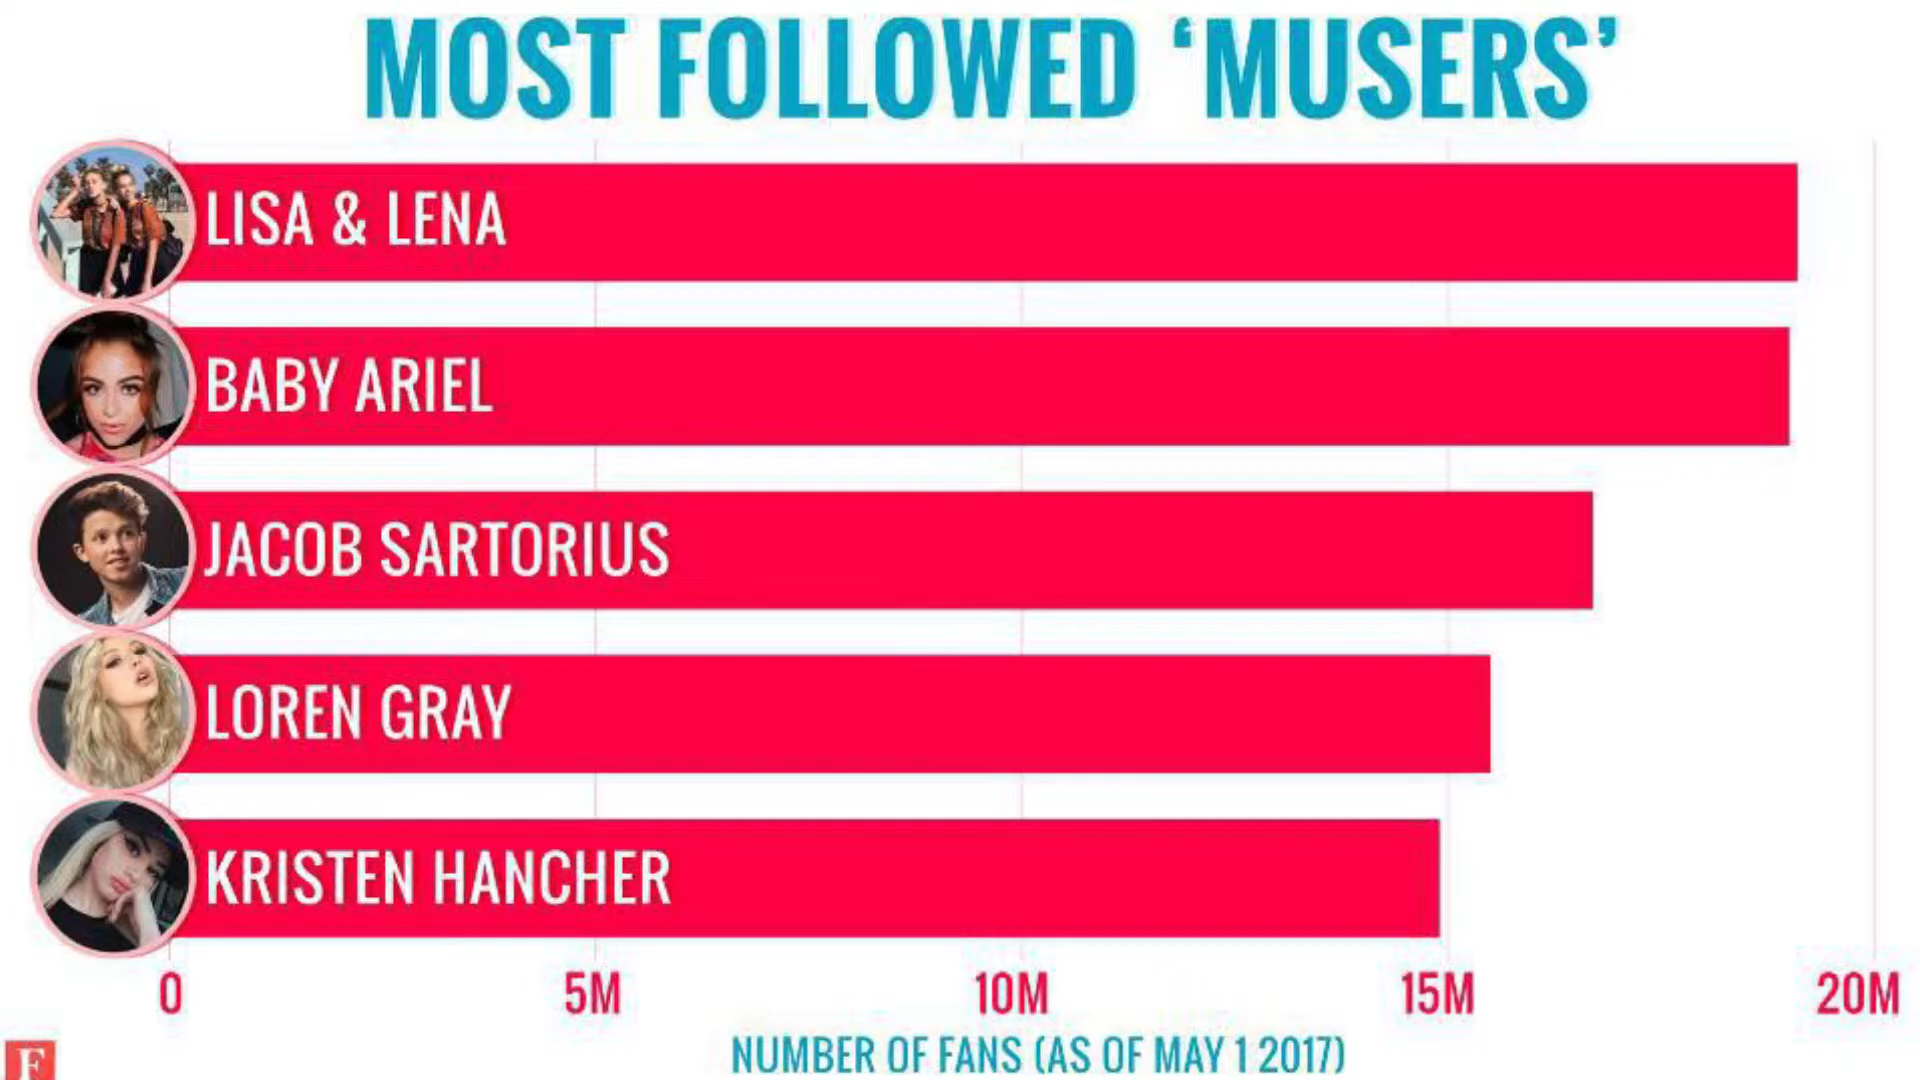 MOST FOLLOWED ‘MUSERS’
LISA & LENA
BABY ARIEL
JACOB SARTORIUS
LOREN GRAY
KRISTEN HANCHER
0 5M 10M 15M 20M
NUMBER OF FANS (AS OF MAY 1 2017)
F